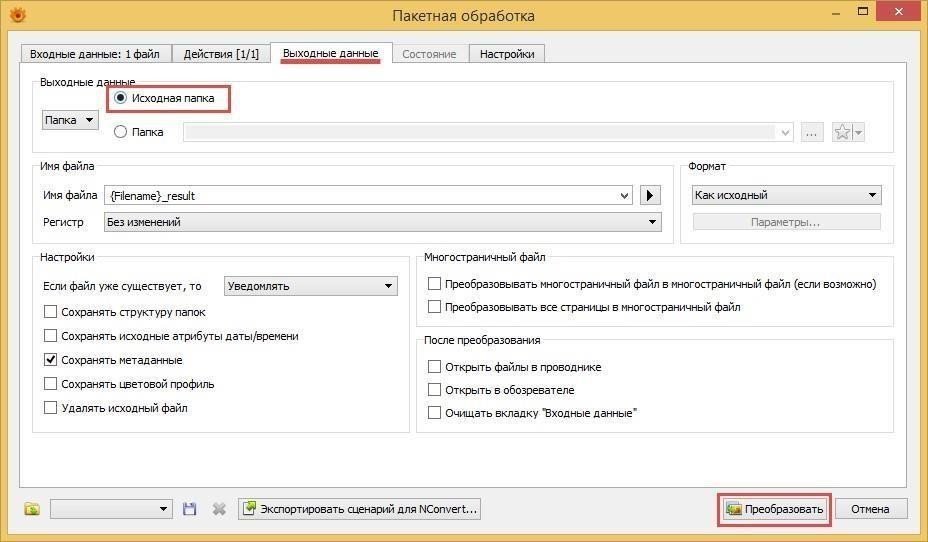 Пакетная обработка
Входные данные: 1 файл Действия [1/1] Выходные данные Состояние Настройки
Выходные данные
Исходная папка
Папка
Папка ...
Имя файла
Имя файла {Filename}_result
Регистр Без изменений
Формат
Как исходный
Параметры...
Настройки
Если файл уже существует, то Уведомлять
Сохранять структуру папок
Сохранять исходные атрибуты даты/времени
Сохранять метаданные
Сохранять цветовой профиль
Удалять исходный файл
Многостраничный файл
Преобразовывать многостраничный файл в многостраничный файл (если возможно)
Преобразовывать все страницы в многостраничный файл
После преобразования
Открыть файлы в проводнике
Открыть в обозревателе
Очищать вкладку "Входные данные"
Экспортировать сценарий для NConvert... Преобразовать Отмена